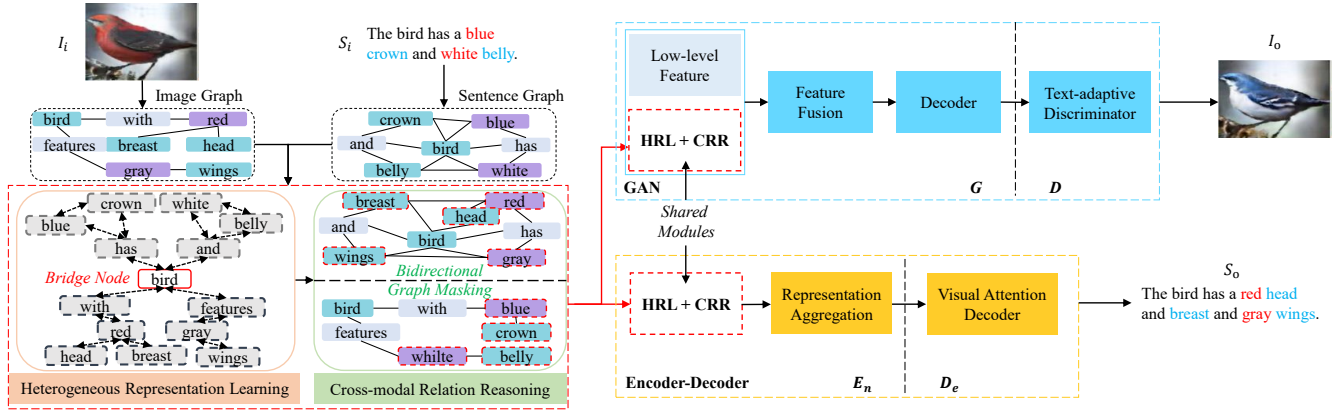 I_i
S_i
The bird has a blue
crown and white belly.
Image Graph
bird
with
red
features
breast
head
gray
wings
Sentence Graph
crown
blue
and
bird
has
belly
white
crown
white
blue
belly
has
and
Bridge Node
bird
with
features
red
gray
head
breast
wings
Heterogeneous Representation Learning
breast
red
head
and
bird
has
wings
gray
Bidirectional
Graph Masking
bird
with
blue
features
crown
whilte
belly
Cross-modal Relation Reasoning
Low-level
Feature
HRL + CRR
GAN
Feature
Fusion
Decoder
G
D
Text-adaptive
Discriminator
I_o
Shared
Modules
HRL + CRR
Encoder-Decoder
Representation
Aggregation
E_n
D_e
Visual Attention
Decoder
S_o
The bird has a red head
and breast and gray wings.